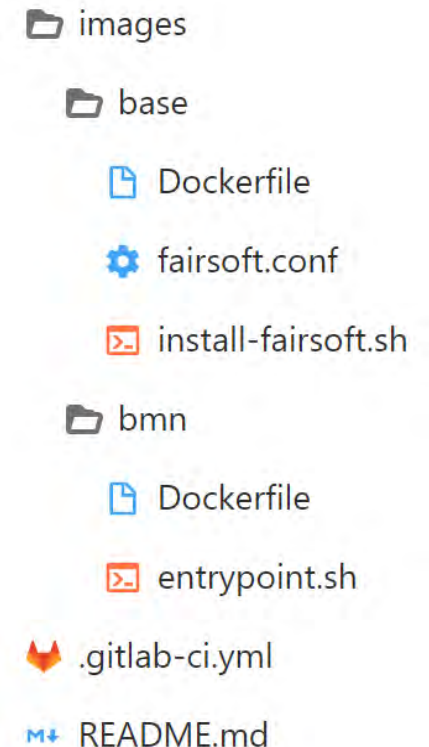 images
base
Dockerfile
fairsoft.conf
install-fairsoft.sh
bmn
Dockerfile
entrypoint.sh
.gitlab-ci.yml
README.md